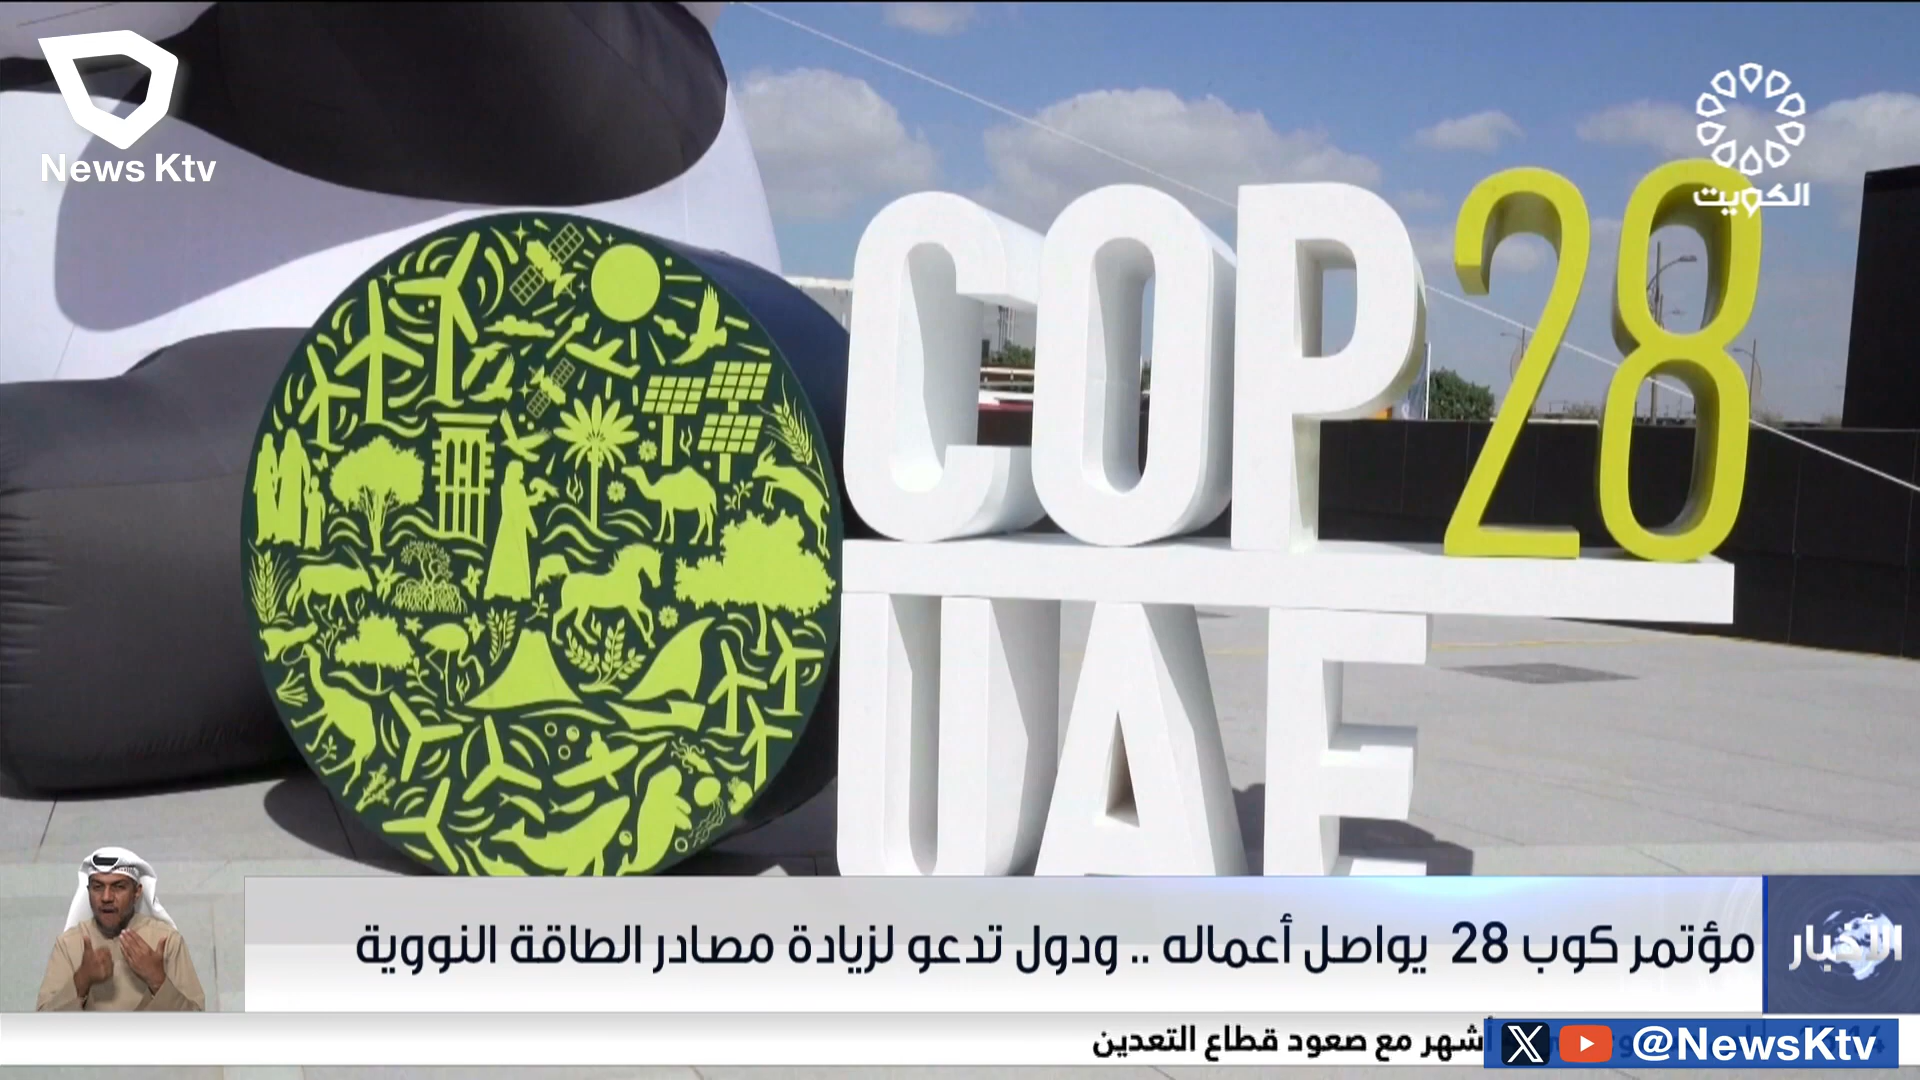 News Ktv
الكويت
COP28
UAE
الأخبار
مؤتمر كوب 28 يواصل أعماله .. ودول تدعو لزيادة مصادر الطاقة النووية
أشهر مع صعود قطاع التعدين
@NewsKtv